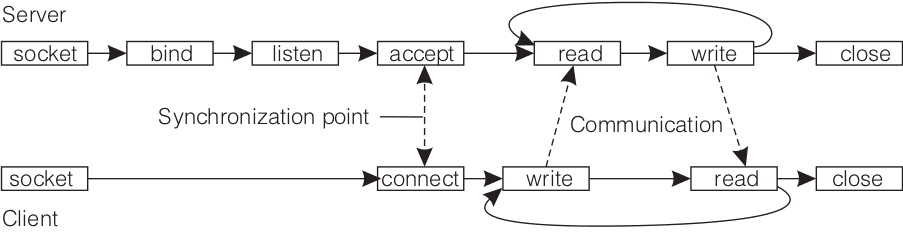 Server
socket bind listen accept read write close
Synchronization point
Communication
socket connect write read close
Client